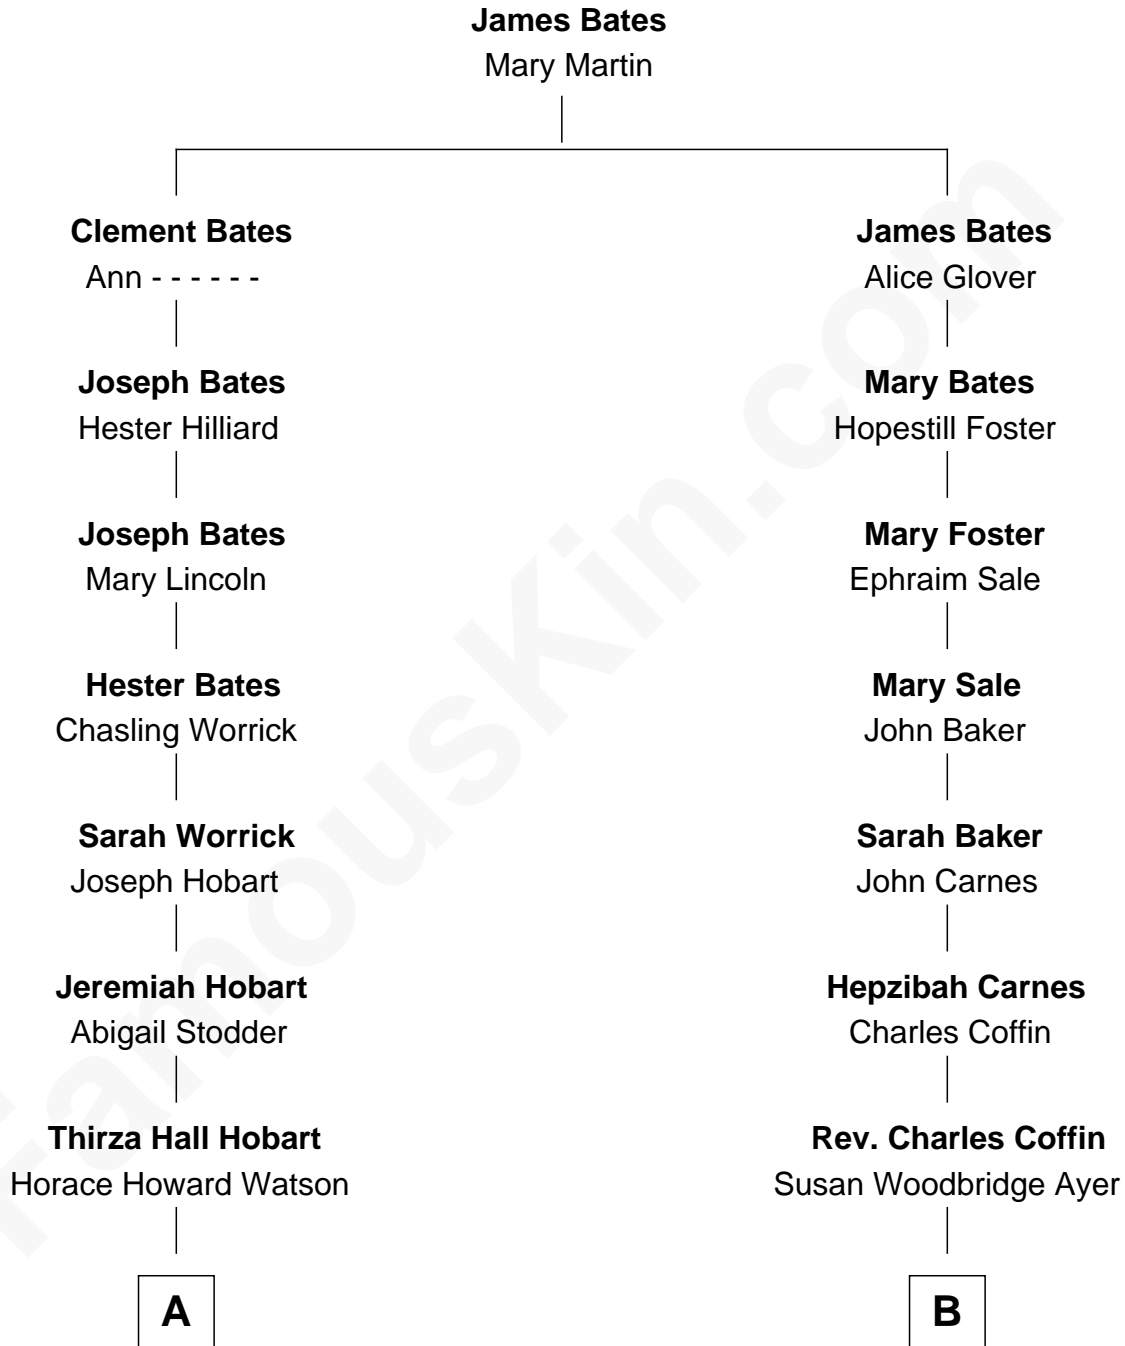 James Bates
Mary Martin
Clement Bates
Ann - - - - - -
James Bates
Alice Glover
Joseph Bates
Hester Hilliard
Mary Bates
Hopestill Foster
Joseph Bates
Mary Lincoln
Mary Foster
Ephraim Sale
Hester Bates
Chasling Worrick
Mary Sale
John Baker
Sarah Worrick
Joseph Hobart
Sarah Baker
John Carnes
Jeremiah Hobart
Abigail Stodder
Hepzibah Carnes
Charles Coffin
Thirza Hall Hobart
Horace Howard Watson
Rev. Charles Coffin
Susan Woodbridge Ayer
A
B
FamousKin.com